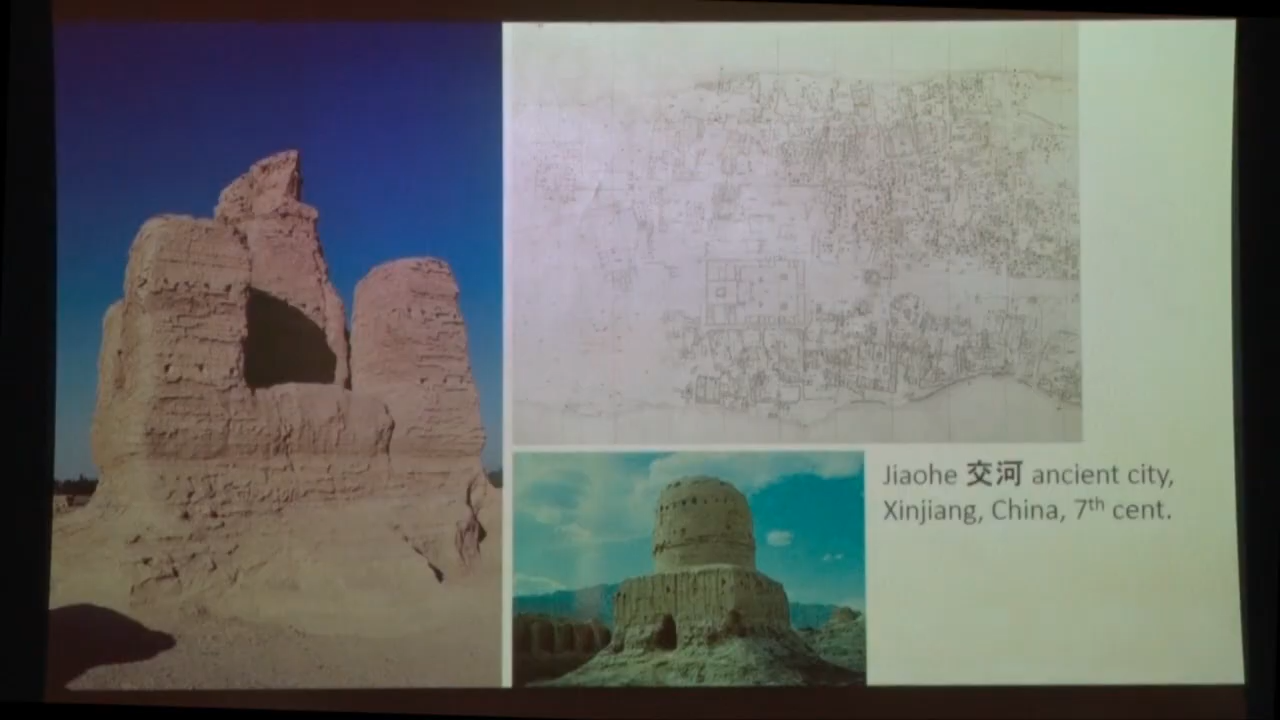 Jiaohe 交河 ancient city,
Xinjiang, China, 7th cent.